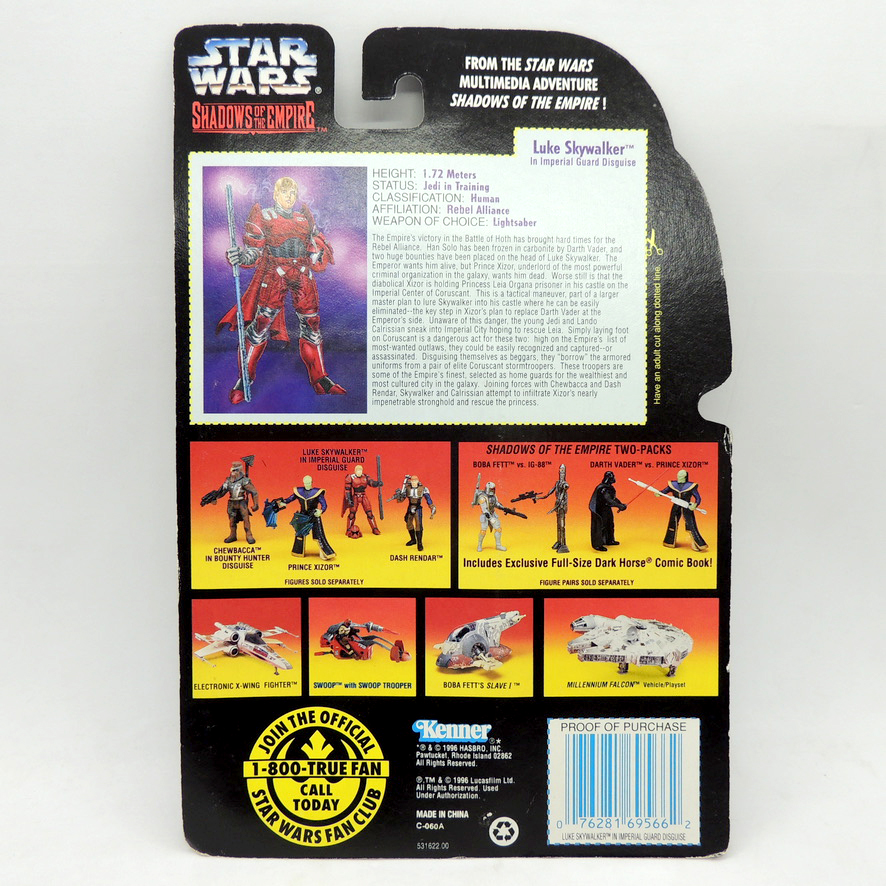 STAR
WARS®
SHADOWS OF THE EMPIRE™
FROM THE STAR WARS
MULTIMEDIA ADVENTURE
SHADOWS OF THE EMPIRE !
Luke Skywalker™
In Imperial Guard Disguise
HEIGHT: 1.72 Meters
STATUS: Jedi in Training
CLASSIFICATION: Human
AFFILIATION: Rebel Alliance
WEAPON OF CHOICE: Lightsaber
The Empire's victory in the Battle of Hoth has brought hard times for the
Rebel Alliance. Han Solo has been frozen in carbonite by Darth Vader, and
two huge bounties have been placed on the head of Luke Skywalker. The
Emperor wants him alive, but Prince Xizor, underlord of the most powerful
criminal organization in the galaxy, wants him dead. Worse still is that the
diabolical Xizor is holding Princess Leia Organa prisoner in his castle on the
Imperial Center of Coruscant. This is a tactical maneuver, part of a larger
master plan to lure Skywalker into his castle where he can be easily
eliminated--the key step in Xizor's plan to replace Darth Vader at the
Emperor's side. Unaware of this danger, the young Jedi and Lando
Calrissian sneak into Imperial City hoping to rescue Leia. Simply laying foot
on Coruscant is a dangerous act for these two: high on the Empire's list of
most-wanted outlaws, they could be easily recognized and captured--or
assassinated. Disguising themselves as beggars, they "borrow" the armored
uniforms from a pair of elite Coruscant stormtroopers. These troopers are
some of the Empire's finest, selected as home guards for the wealthiest and
most cultured city in the galaxy. Joining forces with Chewbacca and Dash
Rendar, Skywalker and Calrissian attempt to infiltrate Xizor's nearly
impenetrable stronghold and rescue the princess.
Have an adult cut along dotted line.
LUKE SKYWALKER™
IN IMPERIAL GUARD
DISGUISE
CHEWBACCA™
IN BOUNTY HUNTER
DISGUISE
PRINCE XIZOR™
DASH RENDAR™
FIGURES SOLD SEPARATELY
SHADOWS OF THE EMPIRE TWO-PACKS
BOBA FETT™ vs. IG-88™
DARTH VADER™ vs. PRINCE XIZOR™
Includes Exclusive Full-Size Dark Horse® Comic Book!
FIGURE PAIRS SOLD SEPARATELY
ELECTRONIC X-WING FIGHTER™
SWOOP™ with SWOOP TROOPER
BOBA FETT'S SLAVE I™
MILLENNIUM FALCON™ Vehicle/Playset
JOIN THE OFFICIAL
1-800-TRUE FAN
CALL
TODAY
STAR WARS FAN CLUB
Kenner®*
*® & © 1996 HASBRO, INC.
Pawtucket, Rhode Island 02862
All Rights Reserved.
®,TM & © 1996 Lucasfilm Ltd.
All Rights Reserved. Used
Under Authorization.
MADE IN CHINA
C-060A
531622.00
PROOF OF PURCHASE
0 76281 69566 2
LUKE SKYWALKER™ IN IMPERIAL GUARD DISGUISE